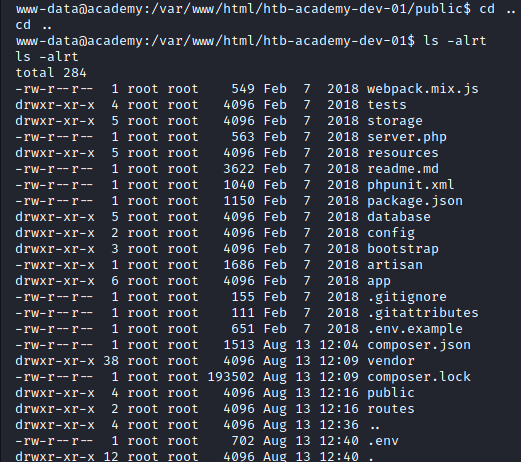 www-data@academy:/var/www/html/htb-academy-dev-01/public$ cd ..
cd ..
www-data@academy:/var/www/html/htb-academy-dev-01$ ls -alrt
ls -alrt
total 284
-rw-r--r--  1 root root    549 Feb  7  2018 webpack.mix.js
drwxr-xr-x  4 root root   4096 Feb  7  2018 tests
drwxr-xr-x  5 root root   4096 Feb  7  2018 storage
-rw-r--r--  1 root root    563 Feb  7  2018 server.php
drwxr-xr-x  5 root root   4096 Feb  7  2018 resources
-rw-r--r--  1 root root   3622 Feb  7  2018 readme.md
-rw-r--r--  1 root root   1040 Feb  7  2018 phpunit.xml
-rw-r--r--  1 root root   1150 Feb  7  2018 package.json
drwxr-xr-x  5 root root   4096 Feb  7  2018 database
drwxr-xr-x  2 root root   4096 Feb  7  2018 config
drwxr-xr-x  3 root root   4096 Feb  7  2018 bootstrap
-rwxr-xr-x  1 root root   1686 Feb  7  2018 artisan
drwxr-xr-x  6 root root   4096 Feb  7  2018 app
-rw-r--r--  1 root root    155 Feb  7  2018 .gitignore
-rw-r--r--  1 root root    111 Feb  7  2018 .gitattributes
-rw-r--r--  1 root root    651 Feb  7  2018 .env.example
-rw-r--r--  1 root root   1513 Aug 13 12:04 composer.json
drwxr-xr-x 38 root root   4096 Aug 13 12:09 vendor
-rw-r--r--  1 root root 193502 Aug 13 12:09 composer.lock
drwxr-xr-x  4 root root   4096 Aug 13 12:16 public
drwxr-xr-x  2 root root   4096 Aug 13 12:16 routes
drwxr-xr-x  4 root root   4096 Aug 13 12:36 ..
-rw-r--r--  1 root root    702 Aug 13 12:40 .env
drwxr-xr-x 12 root root   4096 Aug 13 12:40 .